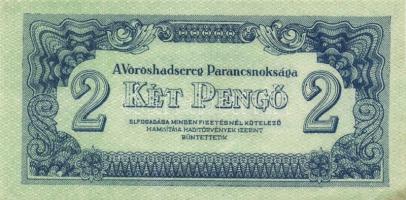 A Vöröshadsereg Parancsnoksága
2 KÉT PENGŐ 2
ELFOGADÁSA MINDEN FIZETÉSNÉL KÖTELEZŐ
HAMISITÁSA HADITÖRVÉNYEK SZERINT
BÜNTETTETIK